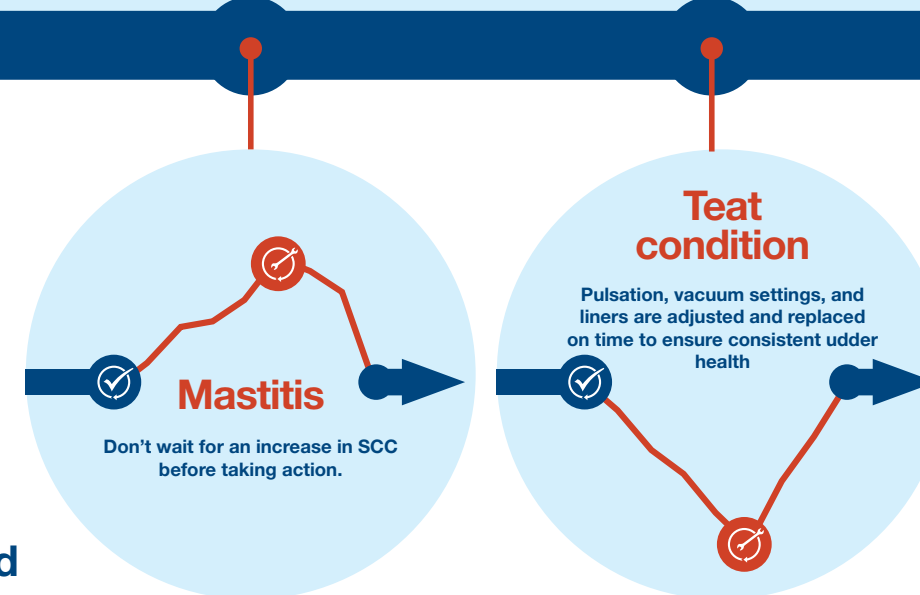 Teat
condition
Pulsation, vacuum settings, and
liners are adjusted and replaced
on time to ensure consistent udder
health
Mastitis
Don’t wait for an increase in SCC
before taking action.
d